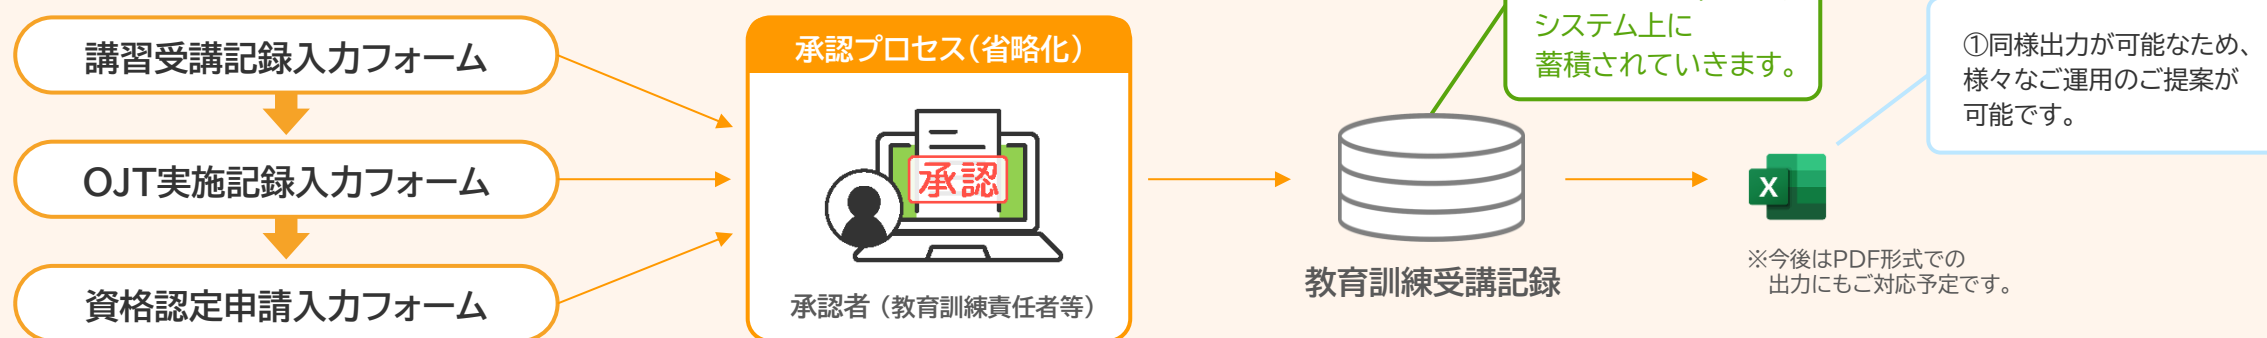 講習受講記録入力フォーム
OJT実施記録入力フォーム
資格認定申請入力フォーム
承認プロセス（省略化）
承認
承認者（教育訓練責任者等）
システム上に
蓄積されていきます。
教育訓練受講記録
X
※今後はPDF形式での
出力にもご対応予定です。
①同様出力が可能なため、
様々なご運用のご提案が
可能です。